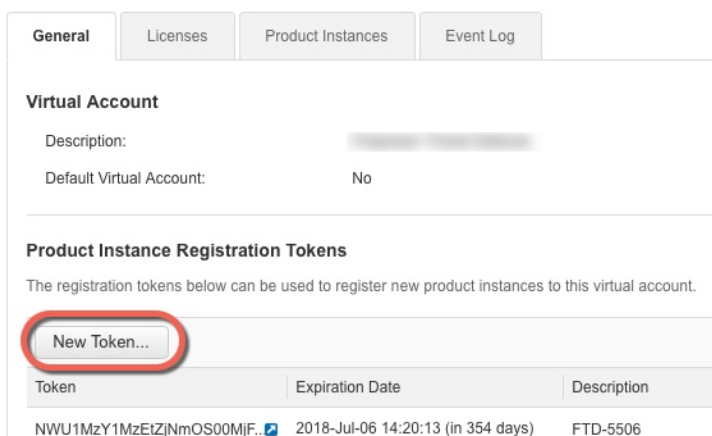 General Licenses Product Instances Event Log
Virtual Account
Description:
Default Virtual Account: No
Product Instance Registration Tokens
The registration tokens below can be used to register new product instances to this virtual account.
New Token...
Token Expiration Date Description
NWU1MzY1MzEtZjNmOS00MjF.. 2018-Jul-06 14:20:13 (in 354 days) FTD-5506